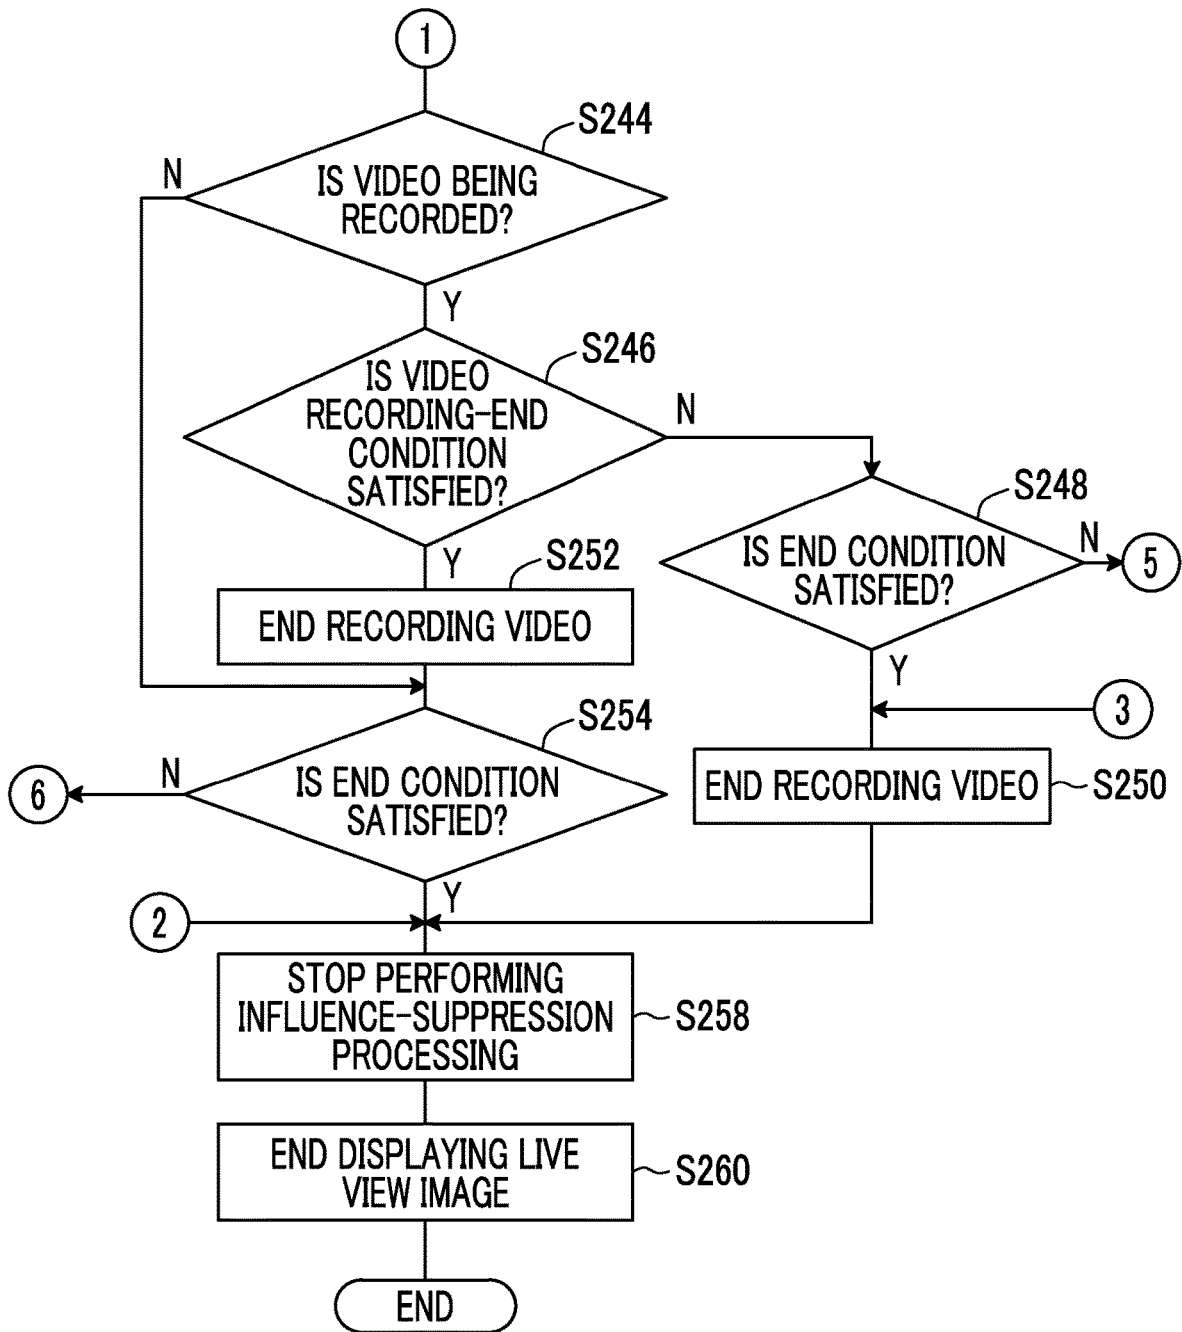 1
S244
N
IS VIDEO BEING
RECORDED?
Y
S246
IS VIDEO
RECORDING-END
CONDITION
SATISFIED?
N
S248
IS END CONDITION
SATISFIED?
N
5
Y
S252
END RECORDING VIDEO
Y
3
S254
N
IS END CONDITION
SATISFIED?
6
END RECORDING VIDEO
S250
Y
2
STOP PERFORMING
INFLUENCE-SUPPRESSION
PROCESSING
S258
END DISPLAYING LIVE
VIEW IMAGE
S260
END